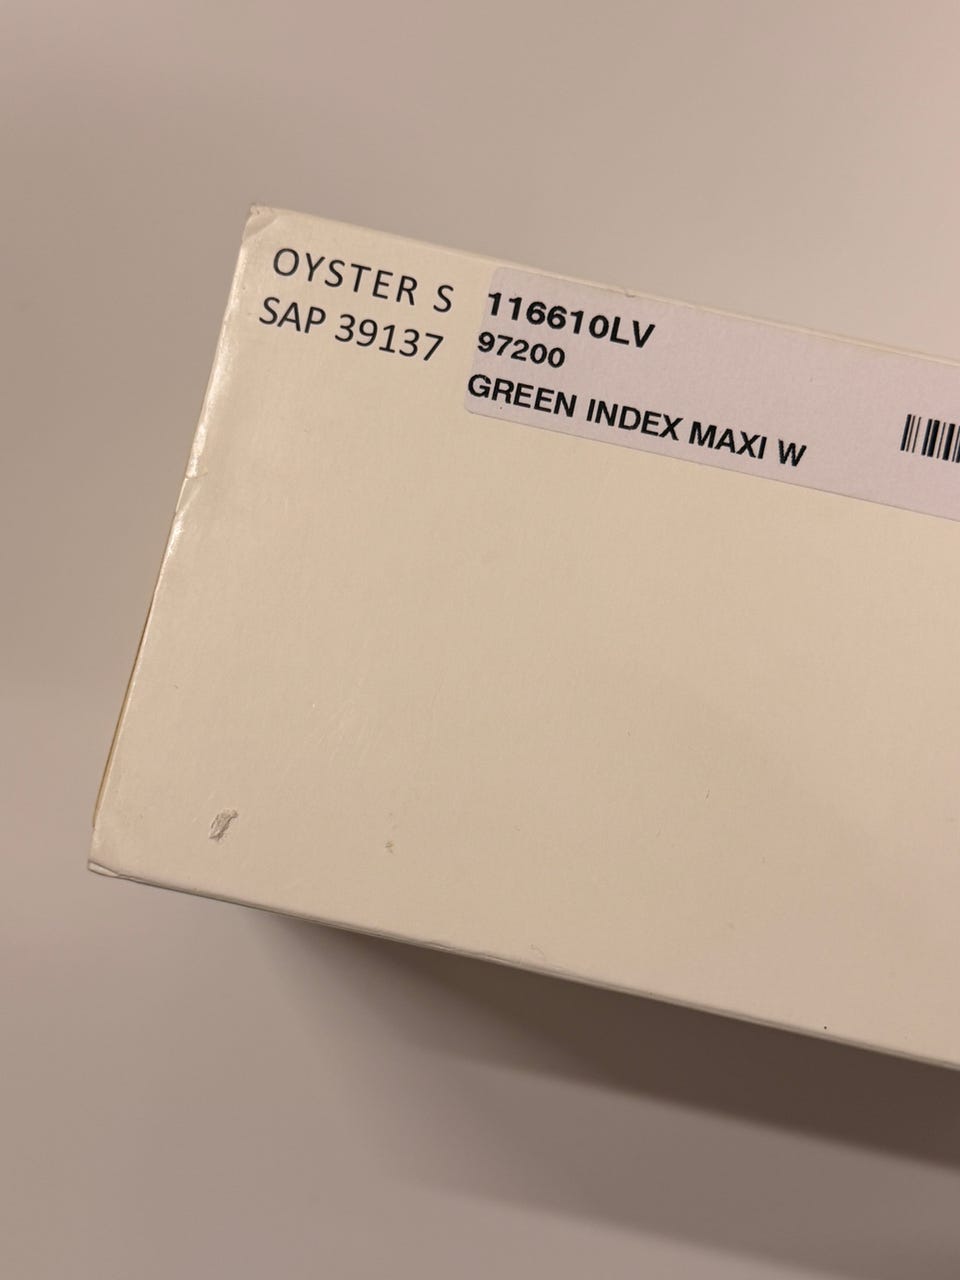 OYSTER S
SAP 39137
116610LV
97200
GREEN INDEX MAXI W